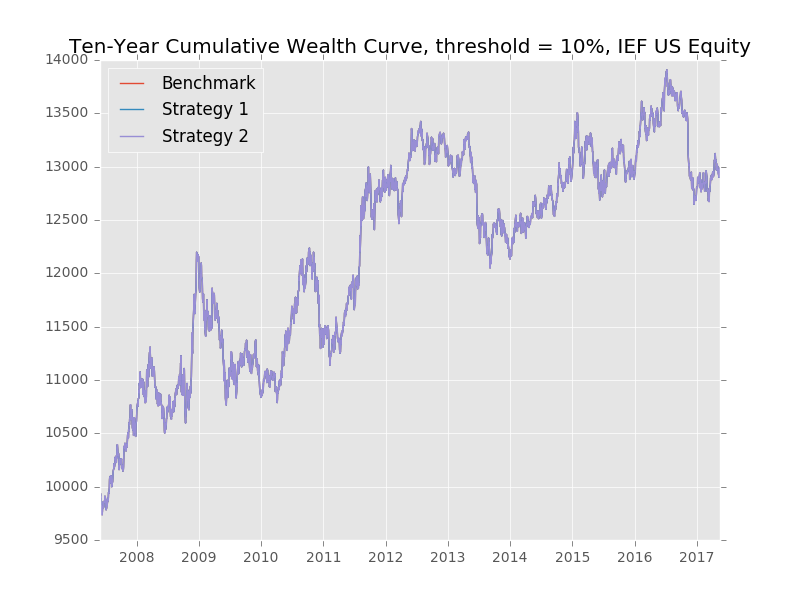 Ten-Year Cumulative Wealth Curve, threshold = 10%, IEF US Equity
14000
13500
13000
12500
12000
11500
11000
10500
10000
9500
Benchmark
Strategy 1
Strategy 2
2008 2009 2010 2011 2012 2013 2014 2015 2016 2017